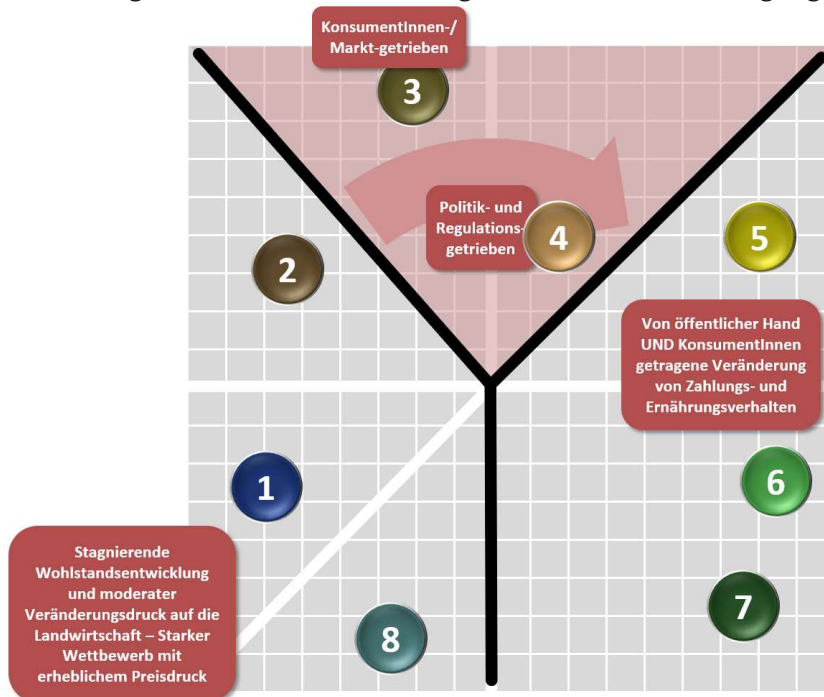 KonsumentInnen-/
Markt-getrieben
3
Politik- und
Regulations-
getrieben
4
5
2
Von öffentlicher Hand
UND KonsumentInnen
getragene Veränderung
von Zahlungs- und
Ernährungsverhalten
1
6
Stagnierende
Wohlstandsentwicklung
und moderater
Veränderungsdruck auf die
Landwirtschaft – Starker
Wettbewerb mit
erheblichem Preisdruck
8
7